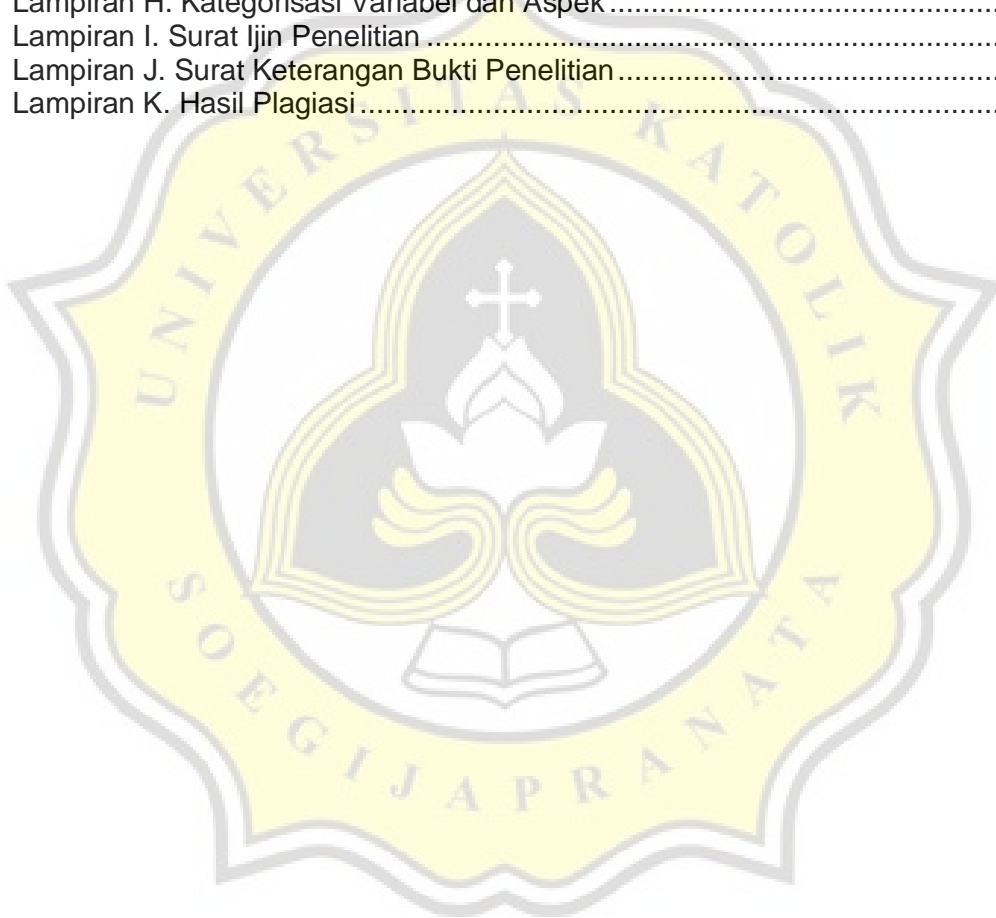 Lampiran H. Kategorisasi Variabel dan Aspek..........................................
Lampiran I. Surat Ijin Penelitian.................................................................
Lampiran J. Surat Keterangan Bukti Penelitian.........................................
Lampiran K. Hasil Plagiasi..........................................................................
UNIVERSITAS KATOLIK
SOEGIJAPRANATA